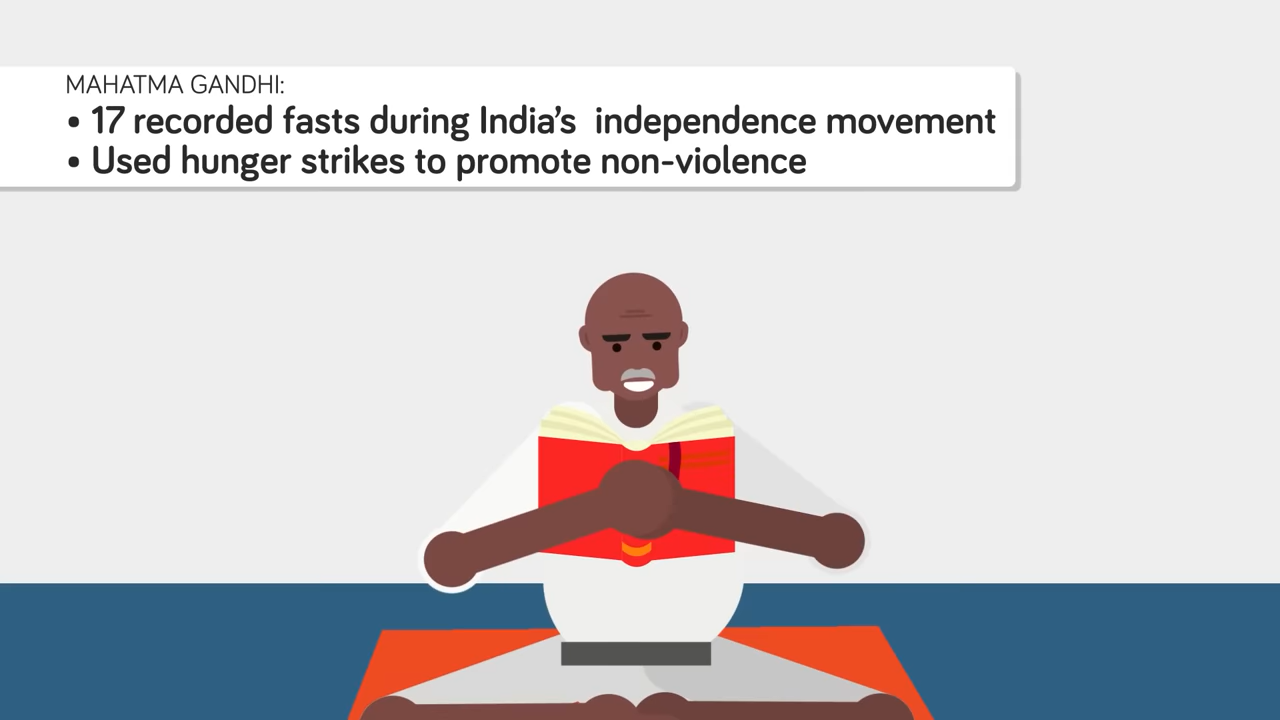 MAHATMA GANDHI:
• 17 recorded fasts during India’s  independence movement
• Used hunger strikes to promote non-violence